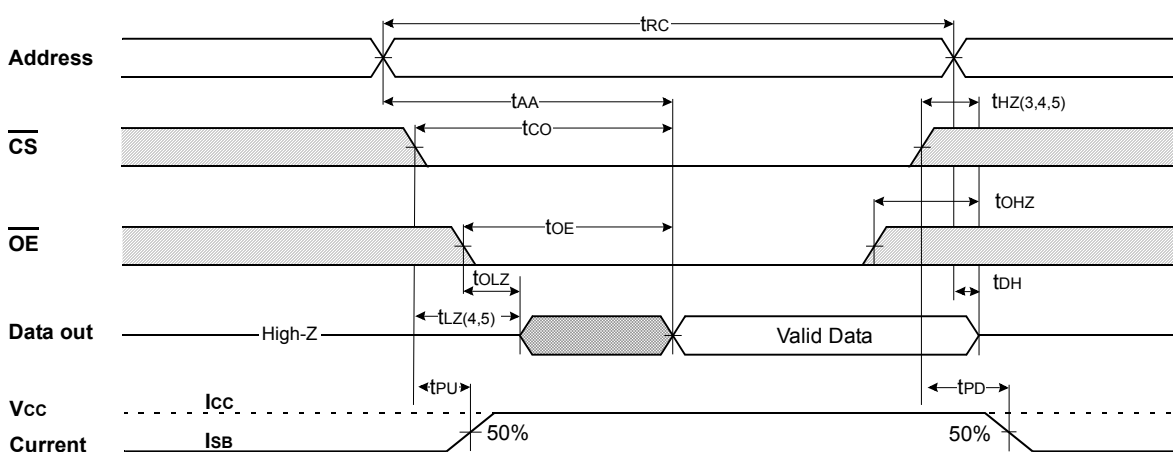 tRC
Address
tAA
tHZ(3,4,5)
tCO
CS
tOHZ
OE
tOE
tOLZ
tDH
tLZ(4,5)
Data out
High-Z
Valid Data
tPU
tPD
VCC
ICC
50%
50%
Current
ISB